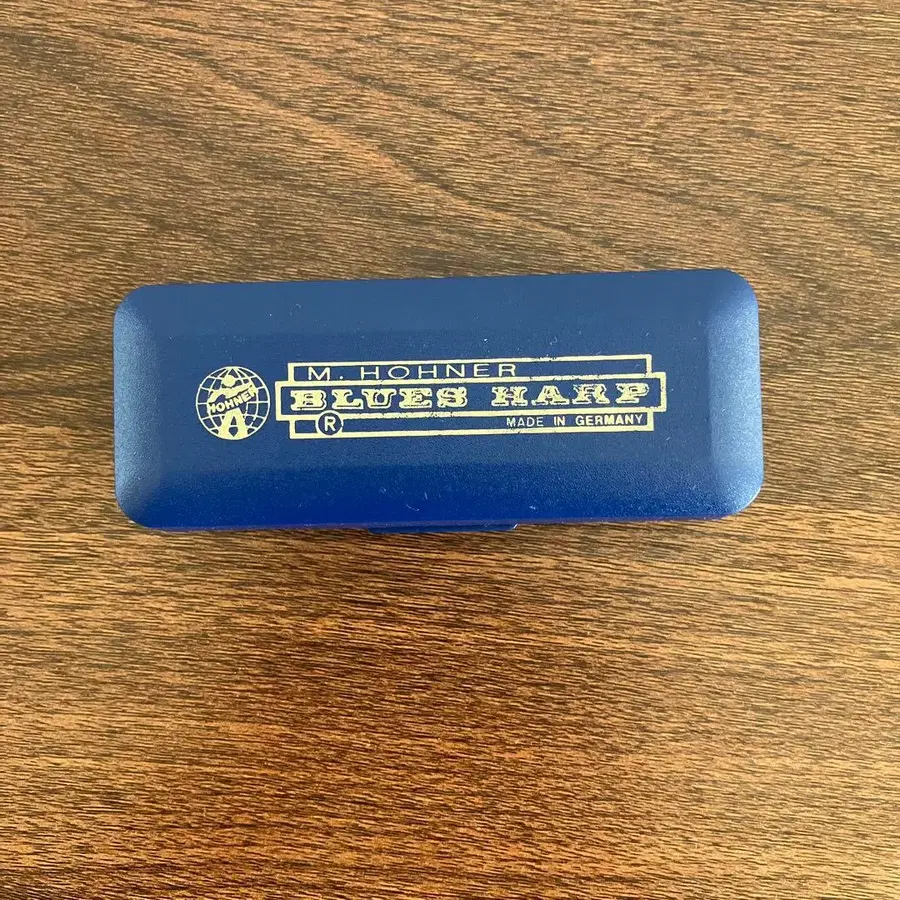 HOHNER
M. HOHNER
BLUES HARP
®
MADE IN GERMANY